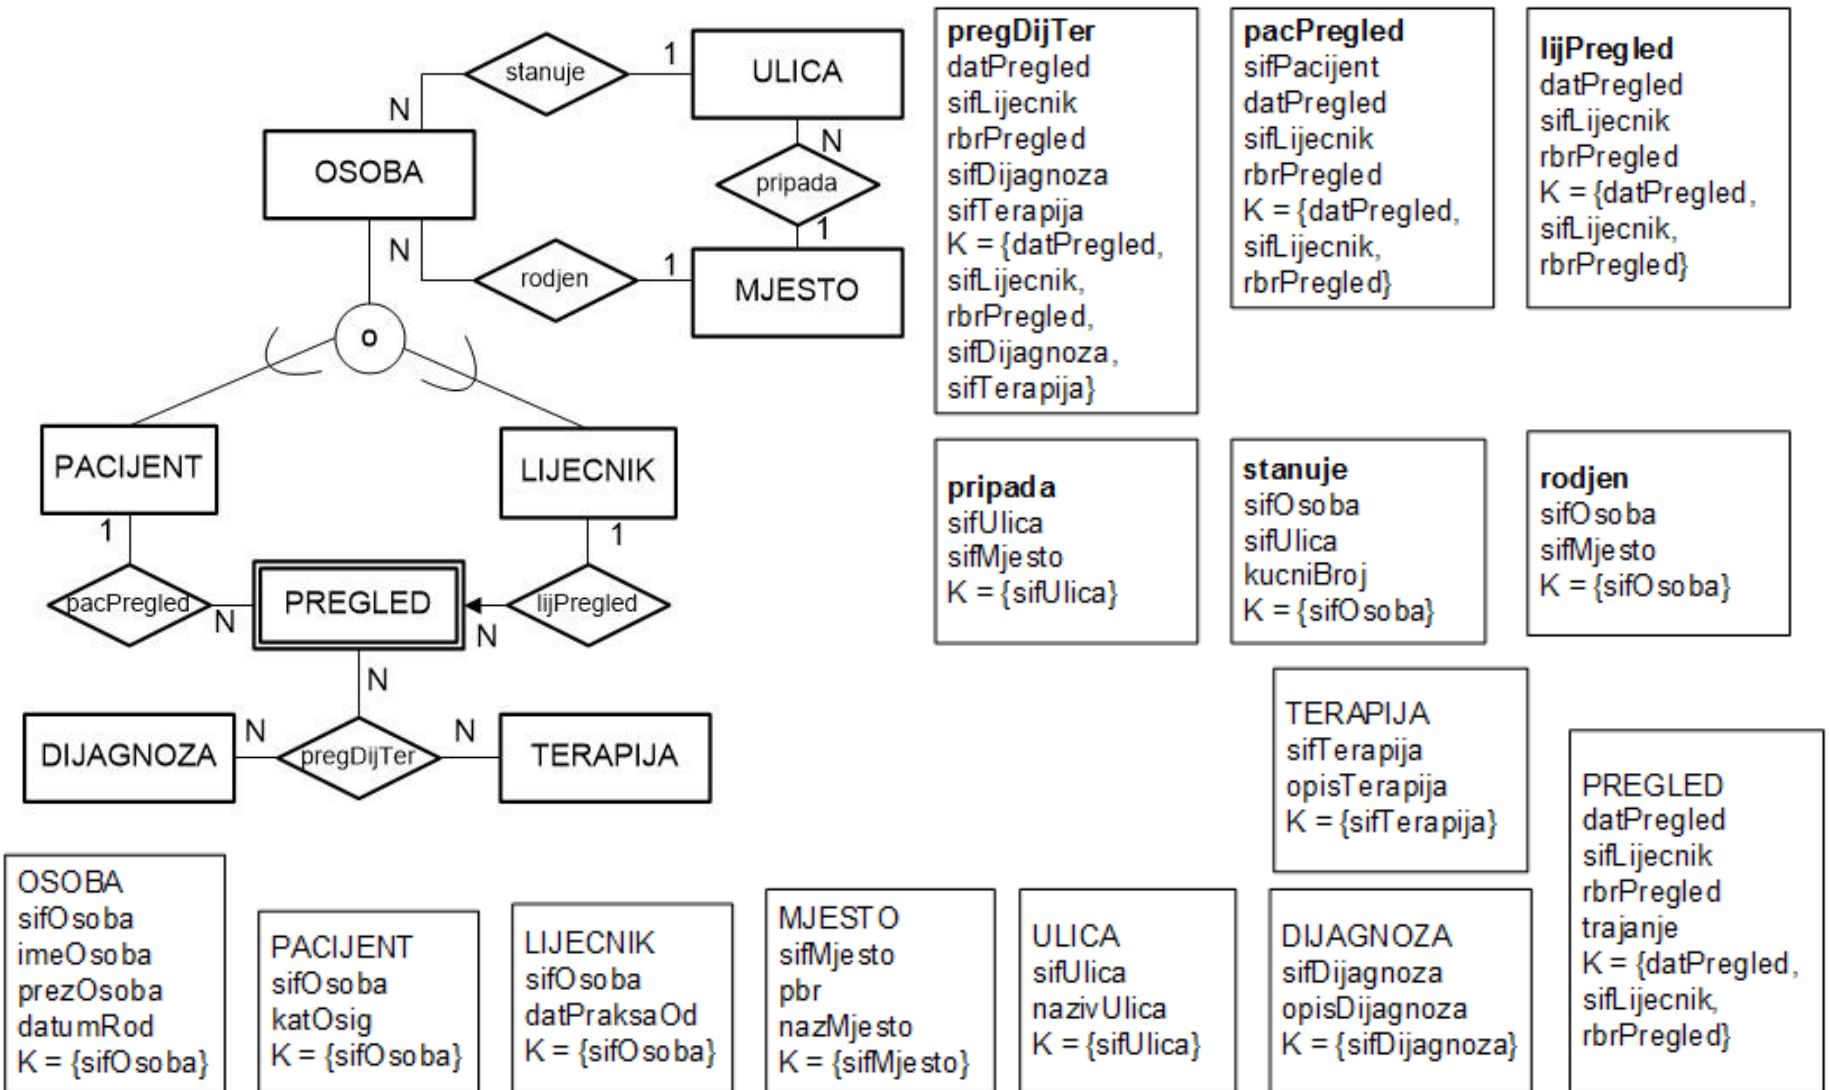 stanuje
1
ULICA
N
N
OSOBA
pripada
N
1
rodjen
1
MJESTO
o
PACIJENT
LIJECNIK
1
1
pacPregled
N
PREGLED
lijPregled
N
N
DIJAGNOZA
N
pregDijTer
N
TERAPIJA
pregDijTer
datPregled
sifLijecnik
rbrPregled
sifDijagnoza
sifTerapija
K = {datPregled,
sifLijecnik,
rbrPregled,
sifDijagnoza,
sifTerapija}
pacPregled
sifPacijent
datPregled
sifLijecnik
rbrPregled
K = {datPregled,
sifLijecnik,
rbrPregled}
lijPregled
datPregled
sifLijecnik
rbrPregled
K = {datPregled,
sifLijecnik,
rbrPregled}
pripada
sifUlica
sifMjesto
K = {sifUlica}
stanuje
sifOsoba
sifUlica
kucniBroj
K = {sifOsoba}
rodjen
sifOsoba
sifMjesto
K = {sifOsoba}
TERAPIJA
sifTerapija
opisTerapija
K = {sifTerapija}
PREGLED
datPregled
sifLijecnik
rbrPregled
trajanje
K = {datPregled,
sifLijecnik,
rbrPregled}
OSOBA
sifOsoba
imeOsoba
prezOsoba
datumRod
K = {sifOsoba}
PACIJENT
sifOsoba
katOsig
K = {sifOsoba}
LIJECNIK
sifOsoba
datPraksaOd
K = {sifOsoba}
MJESTO
sifMjesto
pbr
nazMjesto
K = {sifMjesto}
ULICA
sifUlica
nazivUlica
K = {sifUlica}
DIJAGNOZA
sifDijagnoza
opisDijagnoza
K = {sifDijagnoza}